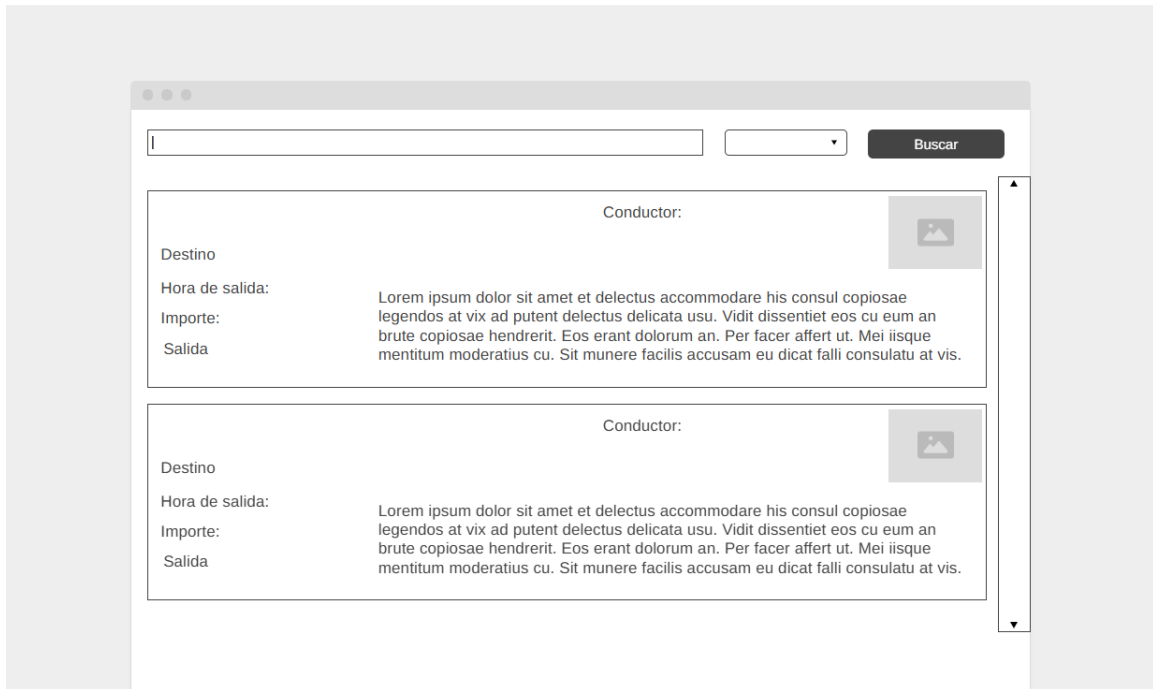 Buscar
Conductor:
Destino
Hora de salida:
Importe:
Salida
Lorem ipsum dolor sit amet et delectus accommodare his consul copiosae
legendos at vix ad putent delectus delicata usu. Vidit dissentiet eos cu eum an
brute copiosae hendrerit. Eos erant dolorum an. Per facer affert ut. Mei iisque
mentitum moderatius cu. Sit munere facilis accusam eu dicat falli consulatu at vis.
Conductor:
Destino
Hora de salida:
Importe:
Salida
Lorem ipsum dolor sit amet et delectus accommodare his consul copiosae
legendos at vix ad putent delectus delicata usu. Vidit dissentiet eos cu eum an
brute copiosae hendrerit. Eos erant dolorum an. Per facer affert ut. Mei iisque
mentitum moderatius cu. Sit munere facilis accusam eu dicat falli consulatu at vis.